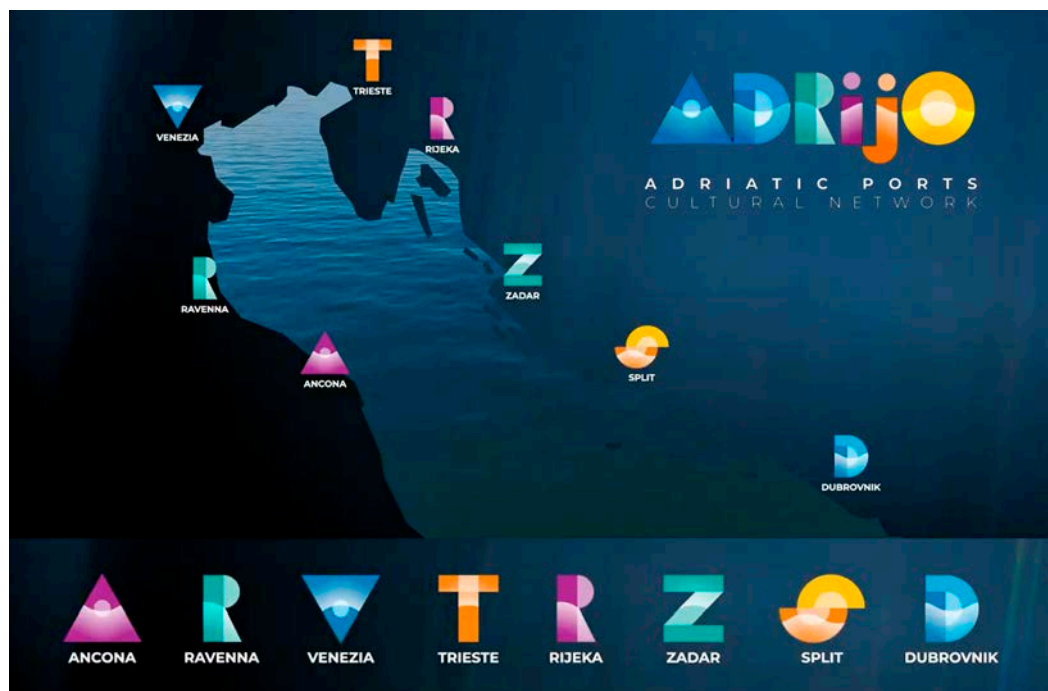 T
TRIESTE
V
VENEZIA
R
RIJEKA
ADRijO
ADRIATIC PORTS
CULTURAL NETWORK
R
RAVENNA
Z
ZADAR
A
ANCONA
S
SPLIT
D
DUBROVNIK
A R V T R Z S D
ANCONA RAVENNA VENEZIA TRIESTE RIJEKA ZADAR SPLIT DUBROVNIK